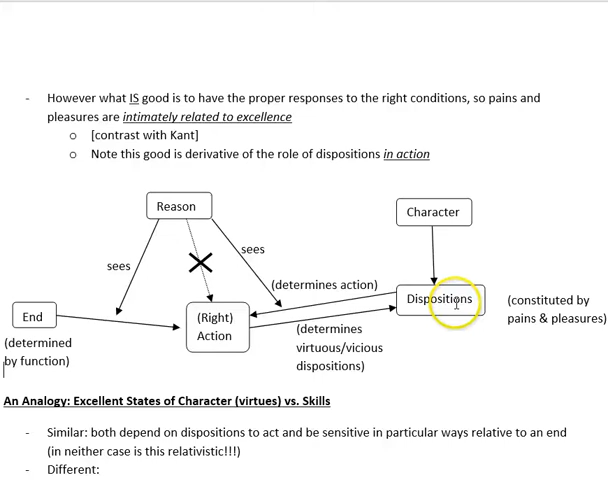 - However what IS good is to have the proper responses to the right conditions, so pains and
pleasures are intimately related to excellence
o [contrast with Kant]
o Note this good is derivative of the role of dispositions in action
Reason
Character
sees
sees
(determines action)
Dispositions
(constituted by
pains & pleasures)
End
(Right)
Action
(determined
by function)
(determines
virtuous/vicious
dispositions)
An Analogy: Excellent States of Character (virtues) vs. Skills
- Similar: both depend on dispositions to act and be sensitive in particular ways relative to an end
(in neither case is this relativistic!!!)
- Different: